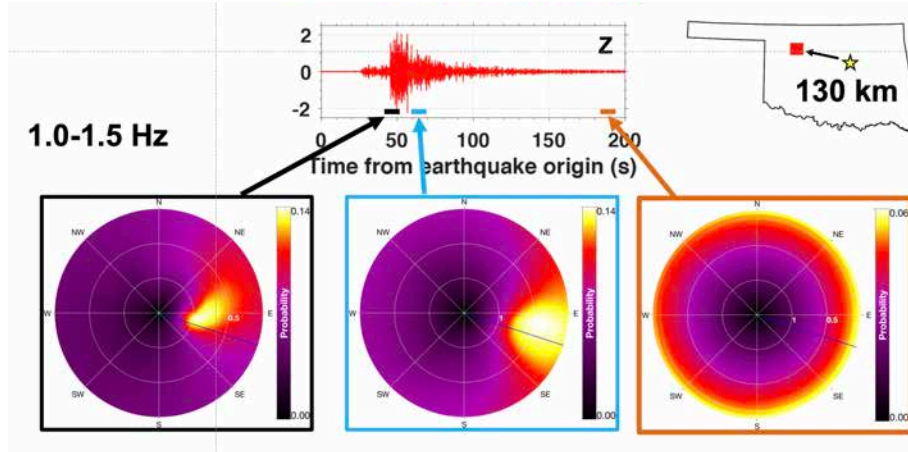 2
0
-2
Z
0 50 100 150 200
Time from earthquake origin (s)
130 km
1.0-1.5 Hz
N
NE
E
SE
S
SW
W
NW
0.5
0.14
Probability
0.00
N
NE
E
SE
S
SW
W
NW
1
0.14
Probability
0.00
N
NE
E
SE
S
SW
W
NW
1
0.5
0.06
Probability
0.00